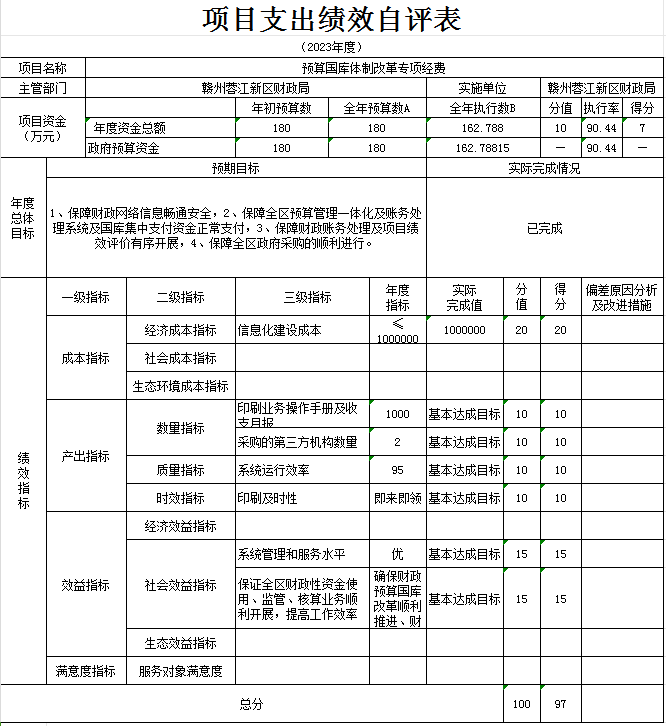 项目支出绩效自评表
（2023年度）
项目名称 预算国库体制改革专项经费
主管部门 赣州蓉江新区财政局 实施单位 赣州蓉江新区财政局
项目资金
（万元） 年初预算数 全年预算数A 全年执行数B 分值 执行率 得分
年度资金总额 180 180 162.788 10 90.44 7
政府预算资金 180 180 162.78815 — 90.44 —
年度
总体
目标 预期目标 实际完成情况
1、保障财政网络信息畅通安全，2、保障全区预算管理一体化及账务处
理系统及国库集中支付资金正常支付，3、保障财政账务处理及项目绩
效评价有序开展，4、保障全区政府采购的顺利进行。
已完成
绩
效
指
标
一级指标 二级指标 三级指标 年度
指标 实际
完成值 分
值 得
分 偏差原因分析
及改进措施
成本指标 经济成本指标 信息化建设成本 ≤
1000000 1000000 20 20
社会成本指标
生态环境成本指标
产出指标 数量指标 印刷业务操作手册及收
支月报 1000 基本达成目标 10 10
采购的第三方机构数量 2 基本达成目标 10 10
质量指标 系统运行效率 95 基本达成目标 10 10
时效指标 印刷及时性 即来即领 基本达成目标 10 10
效益指标 经济效益指标
社会效益指标 系统管理和服务水平 优 基本达成目标 15 15
保证全区财政性资金使
用、监管、核算业务顺
利开展，提高工作效率 确保财政
预算国库
改革顺利
推进、财 基本达成目标 15 15
生态效益指标
满意度指标 服务对象满意度
总分 100 97